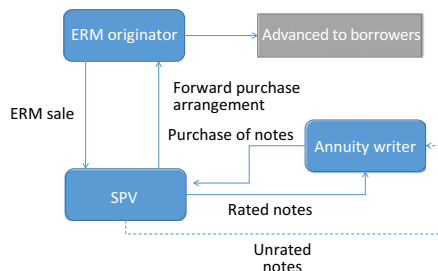 ERM originator
Advanced to borrowers
Forward purchase
arrangement
ERM sale
Purchase of notes
Annuity writer
SPV
Rated notes
Unrated
notes